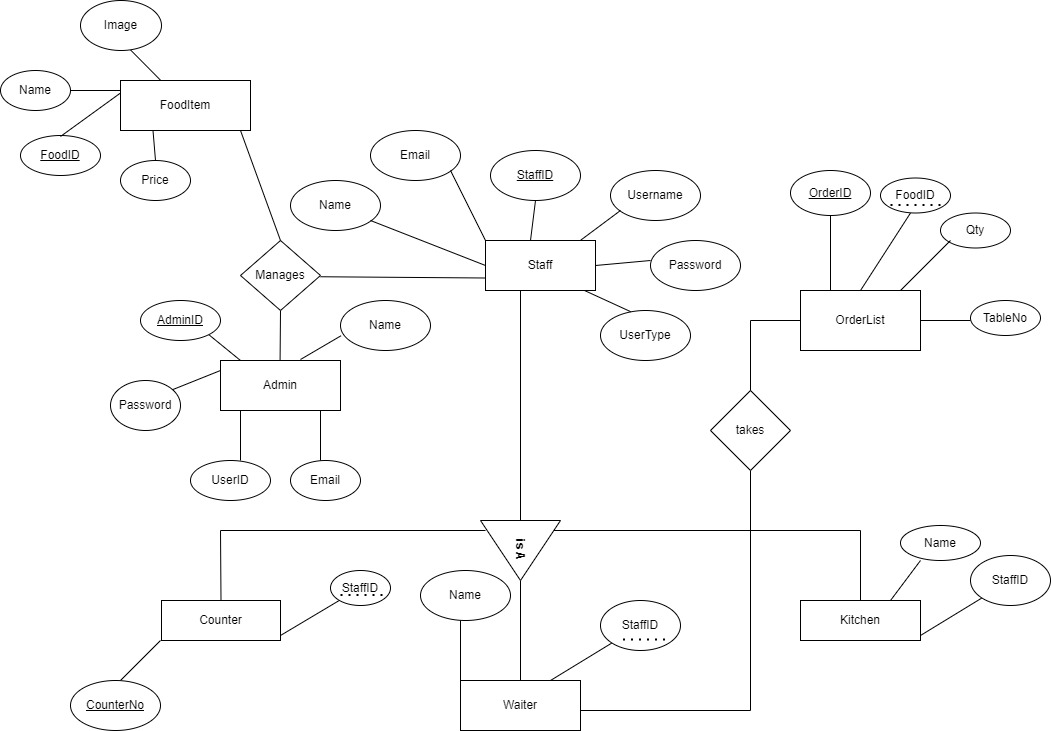 Image
Name
FoodItem
FoodID
Price
Email
StaffID
Username
Name
Staff
Password
UserType
OrderID
FoodID
Qty
OrderList
TableNo
Manages
AdminID
Name
Admin
Password
UserID
Email
takes
is A
Name
StaffID
Kitchen
StaffID
Counter
CounterNo
Name
StaffID
Waiter